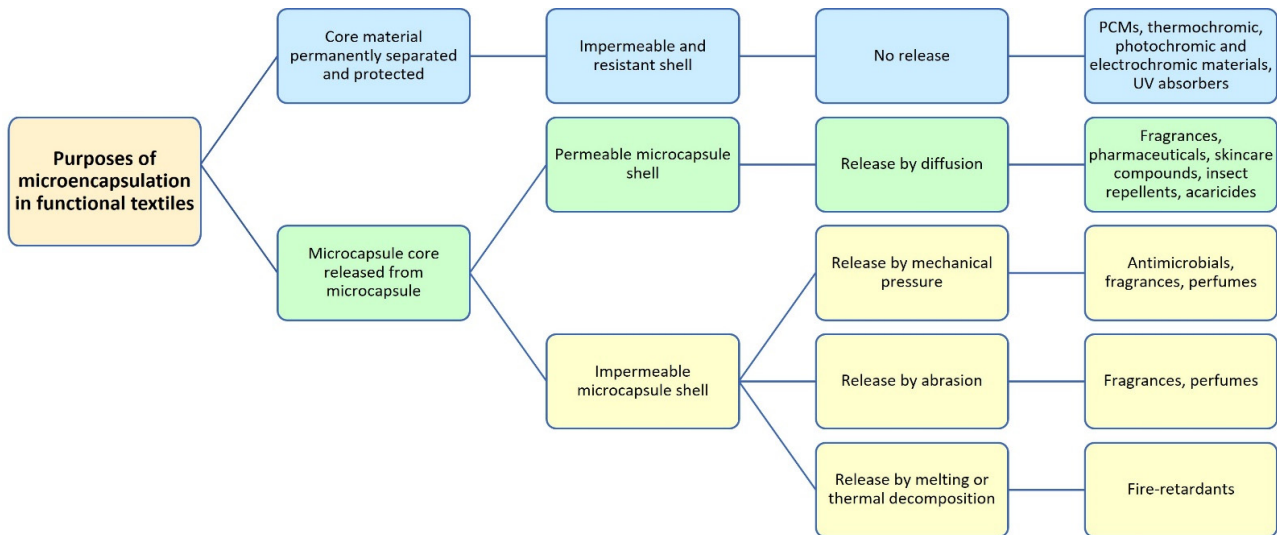 Purposes of
microencapsulation
in functional textiles
Core material
permanently separated
and protected
Impermeable and
resistant shell
No release
PCMs, thermochromic,
photochromic and
electrochromic materials,
UV absorbers
Microcapsule core
released from
microcapsule
Permeable microcapsule
shell
Release by diffusion
Fragrances,
pharmaceuticals, skincare
compounds, insect
repellents, acaricides
Impermeable
microcapsule shell
Release by mechanical
pressure
Antimicrobials,
fragrances, perfumes
Release by abrasion
Fragrances, perfumes
Release by melting or
thermal decomposition
Fire-retardants